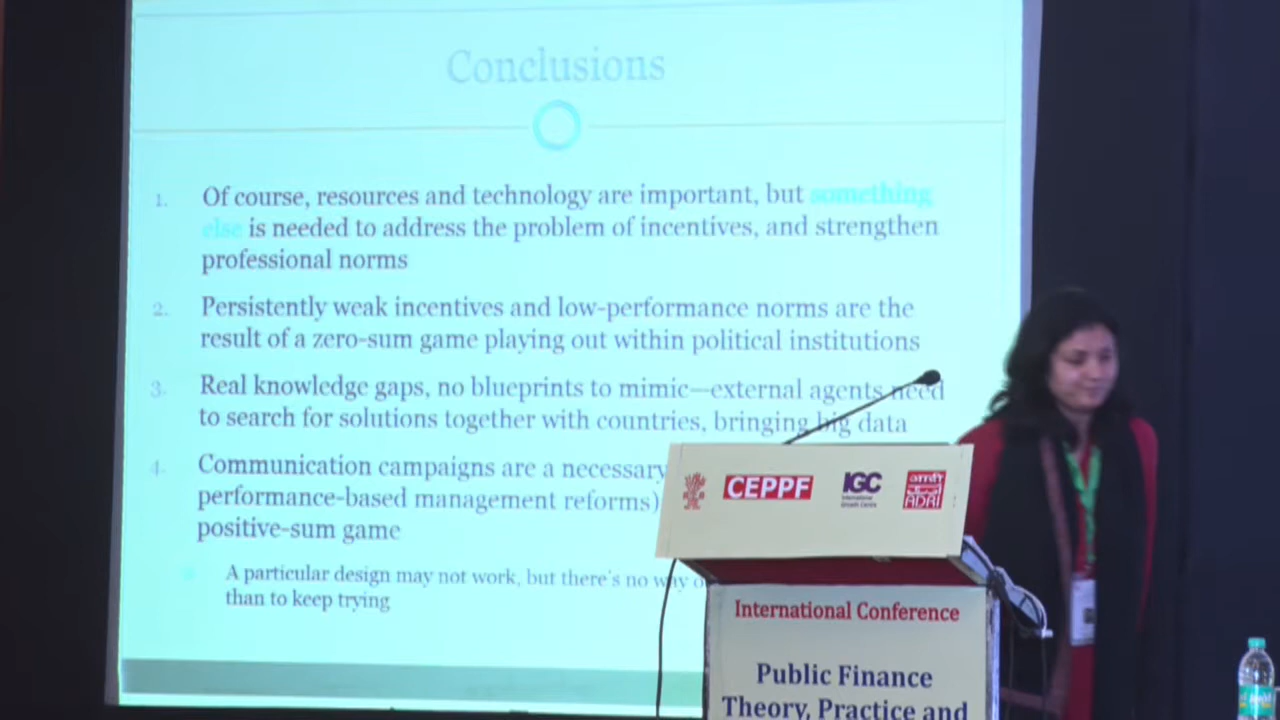 Conclusions
1. Of course, resources and technology are important, but something
else is needed to address the problem of incentives, and strengthen
professional norms
2. Persistently weak incentives and low-performance norms are the
result of a zero-sum game playing out within political institutions
3. Real knowledge gaps, no blueprints to mimic—external agents need
to search for solutions together with countries, bringing big data
4. Communication campaigns are a necessary
performance-based management reforms)
positive-sum game
A particular design may not work, but there's no way
than to keep trying
CEPPF
IGC
International
Growth Centre
आद्री
ADRI
International Conference
Public Finance
Theory, Practice and